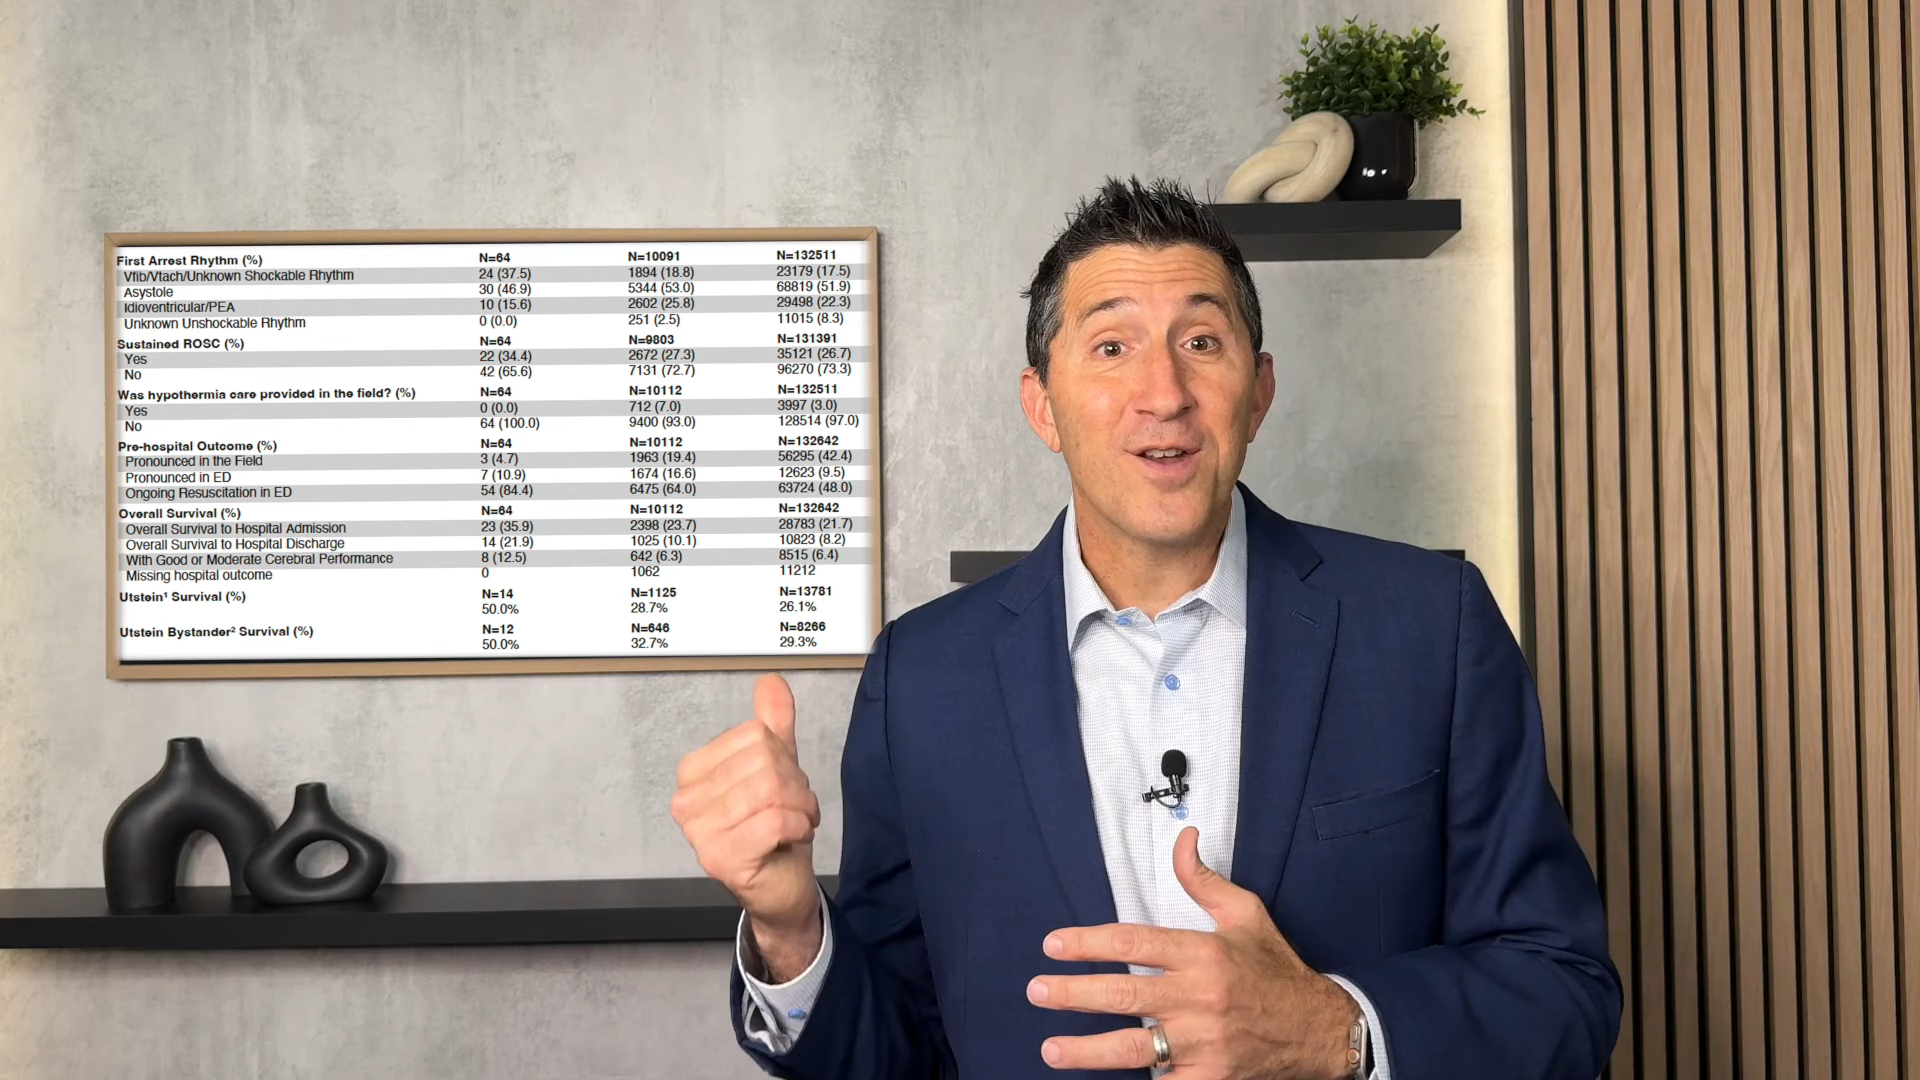 First Arrest Rhythm (%) N=64 N=10091 N=132511
Vfib/Vtach/Unknown Shockable Rhythm 24 (37.5) 1894 (18.8) 23179 (17.5)
Asystole 30 (46.9) 5344 (53.0) 68819 (51.9)
Idioventricular/PEA 10 (15.6) 2602 (25.8) 29498 (22.3)
Unknown Unshockable Rhythm 0 (0.0) 251 (2.5) 11015 (8.3)
Sustained ROSC (%) N=64 N=9803 N=131391
Yes 22 (34.4) 2672 (27.3) 35121 (26.7)
No 42 (65.6) 7131 (72.7) 96270 (73.3)
Was hypothermia care provided in the field? (%) N=64 N=10112 N=132511
Yes 0 (0.0) 712 (7.0) 3997 (3.0)
No 64 (100.0) 9400 (93.0) 128514 (97.0)
Pre-hospital Outcome (%) N=64 N=10112 N=132642
Pronounced in the Field 3 (4.7) 1963 (19.4) 56295 (42.4)
Pronounced in ED 7 (10.9) 1674 (16.6) 12623 (9.5)
Ongoing Resuscitation in ED 54 (84.4) 6475 (64.0) 63724 (48.0)
Overall Survival (%) N=64 N=10112 N=132642
Overall Survival to Hospital Admission 23 (35.9) 2398 (23.7) 28783 (21.7)
Overall Survival to Hospital Discharge 14 (21.9) 1025 (10.1) 10823 (8.2)
With Good or Moderate Cerebral Performance 8 (12.5) 642 (6.3) 8515 (6.4)
Missing hospital outcome 0 1062 11212
Utstein¹ Survival (%) N=14 N=1125 N=13781
50.0% 28.7% 26.1%
Utstein Bystander² Survival (%) N=12 N=646 N=8266
50.0% 32.7% 29.3%